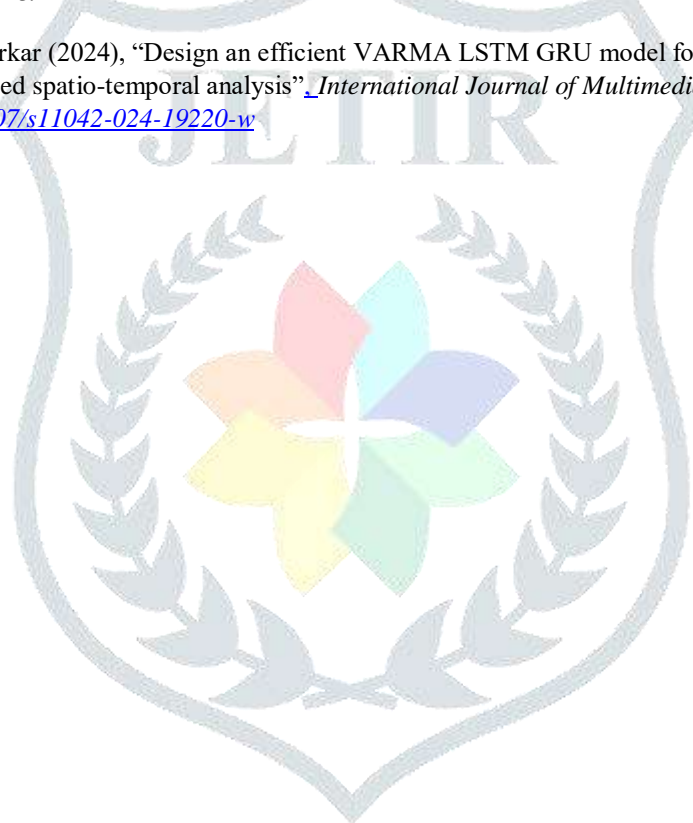 rkar (2024), “Design an efficient VARMA LSTM GRU model fo
ed spatio-temporal analysis”, International Journal of Multimedi
07/s11042-024-19220-w
JETIR